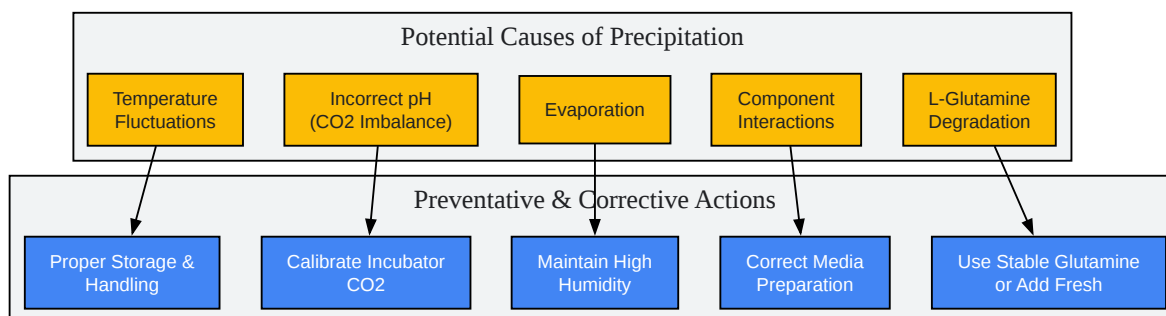 Potential Causes of Precipitation
Temperature
Fluctuations
Incorrect pH
(CO2 Imbalance)
Evaporation
Component
Interactions
L-Glutamine
Degradation
Preventative & Corrective Actions
Proper Storage &
Handling
Calibrate Incubator
CO2
Maintain High
Humidity
Correct Media
Preparation
Use Stable Glutamine
or Add Fresh